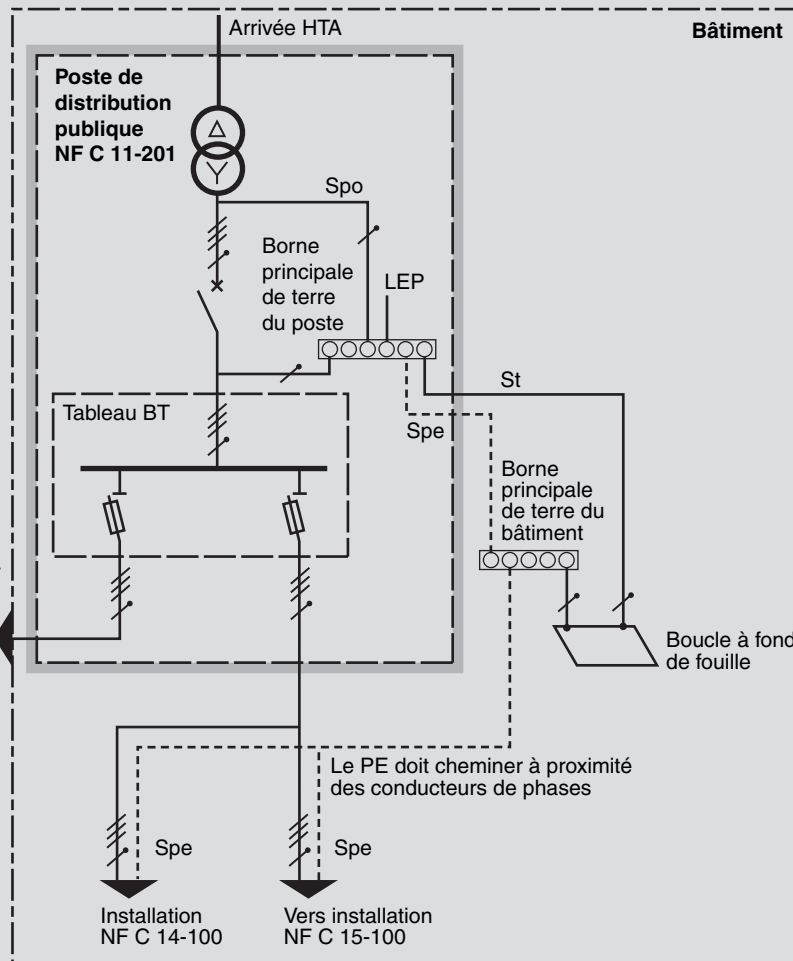 Arrivée HTA
Bâtiment
Poste de
distribution
publique
NF C 11-201
Spo
Borne
principale
de terre
du poste
LEP
St
Tableau BT
Spe
Borne
principale
de terre du
bâtiment
Boucle à fond
de fouille
Le PE doit cheminer à proximité
des conducteurs de phases
Spe
Spe
Installation
NF C 14-100
Vers installation
NF C 15-100